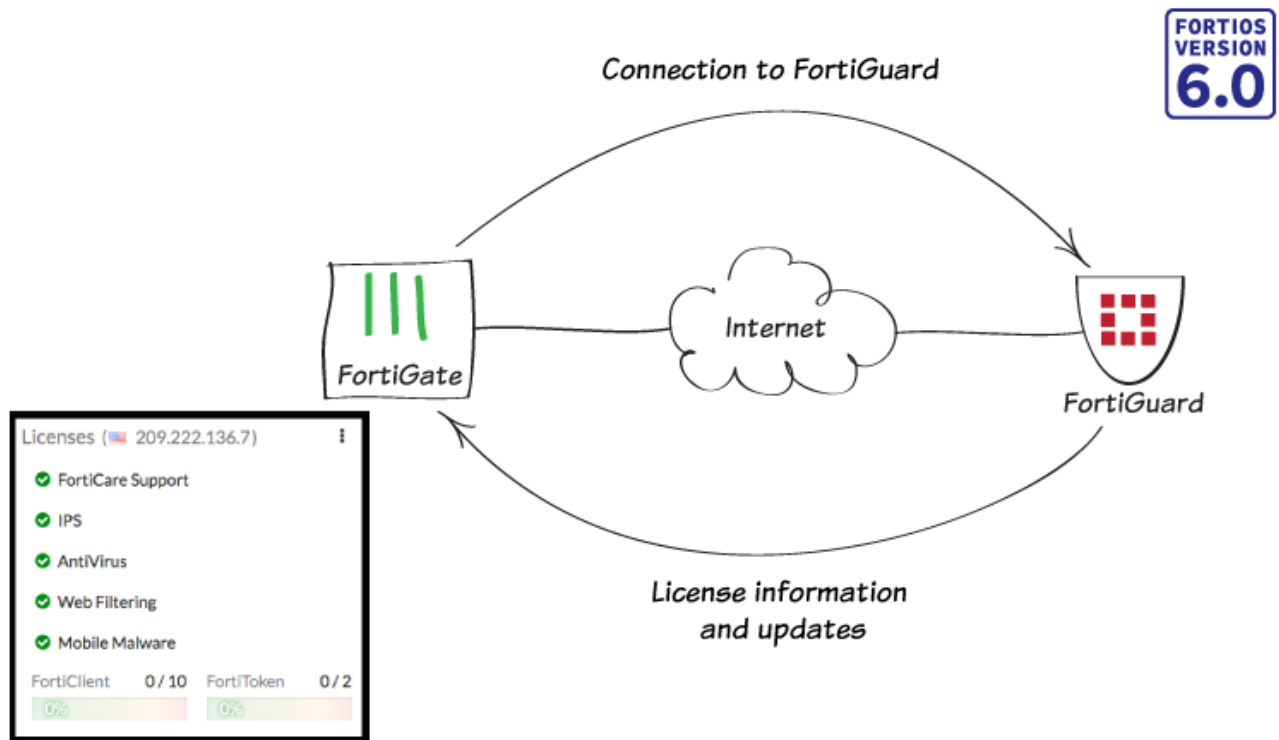 FORTIOS
VERSION
6.0
Connection to FortiGuard
Internet
FortiGate
FortiGuard
Licenses (209.222.136.7)
FortiCare Support
IPS
AntiVirus
Web Filtering
Mobile Malware
FortiClient 0 / 10 FortiToken 0 / 2
0% 0%
License information
and updates